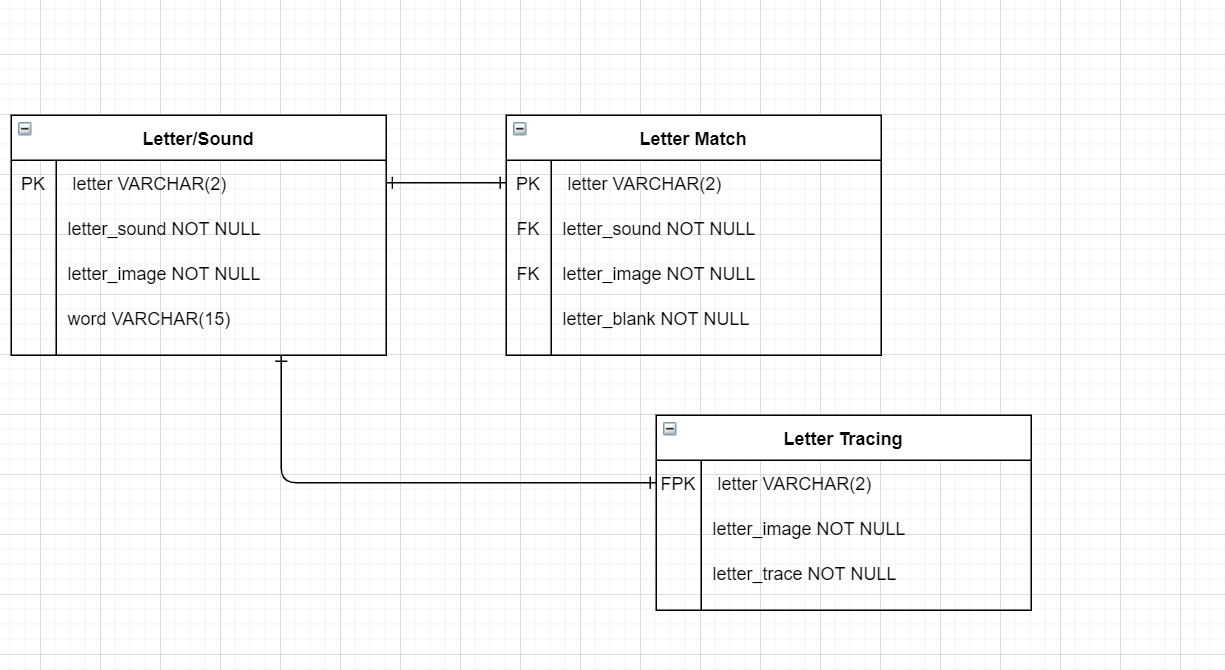 Letter/Sound
PK letter VARCHAR(2)
letter_sound NOT NULL
letter_image NOT NULL
word VARCHAR(15)
Letter Match
PK letter VARCHAR(2)
FK letter_sound NOT NULL
FK letter_image NOT NULL
letter_blank NOT NULL
Letter Tracing
FPK letter VARCHAR(2)
letter_image NOT NULL
letter_trace NOT NULL